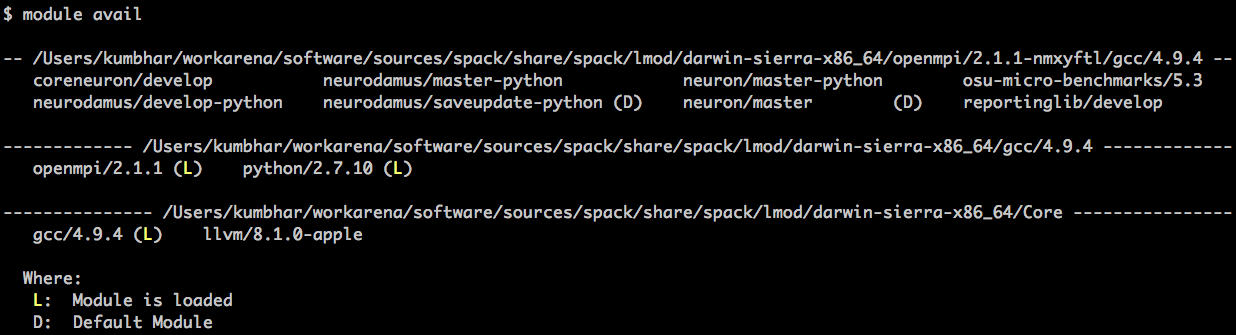 $ module avail
-- /Users/kumbhar/workarena/software/sources/spack/share/spack/lmod/darwin-sierra-x86_64/openmpi/2.1.1-nmxyftl/gcc/4.9.4 --
coreneuron/develop neurodamus/master-python neuron/master-python osu-micro-benchmarks/5.3
neurodamus/develop-python neurodamus/saveupdate-python (D) neuron/master (D) reportinglib/develop
------------- /Users/kumbhar/workarena/software/sources/spack/share/spack/lmod/darwin-sierra-x86_64/gcc/4.9.4 -------------
openmpi/2.1.1 (L) python/2.7.10 (L)
--------------- /Users/kumbhar/workarena/software/sources/spack/share/spack/lmod/darwin-sierra-x86_64/Core ----------------
gcc/4.9.4 (L) llvm/8.1.0-apple
Where:
L: Module is loaded
D: Default Module